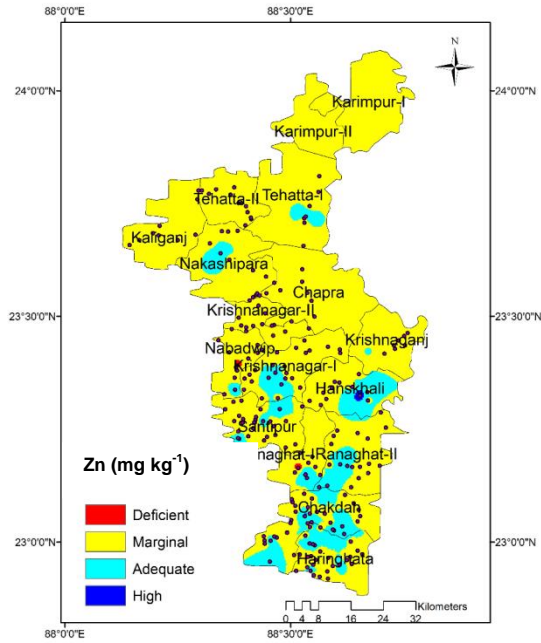 88°0'0"E 88°30'0"E
24°0'0"N 24°0'0"N
Karimpur-I
Karimpur-II
Tehatta-II Tehatta-I
Kaliganj
Nakashipara
Chapra
Krishnanagar-II
23°30'0"N 23°30'0"N
Krishnaganj
Nabadwip
Krishnanagar-I
Hanskhali
Santipur
naghat-I Ranaghat-II
Chakdah
Haringhata
Zn (mg kg⁻¹)
Deficient
Marginal
Adequate
High
23°0'0"N 23°0'0"N
Kilometers
0 4 8 16 24 32
88°0'0"E 88°30'0"E